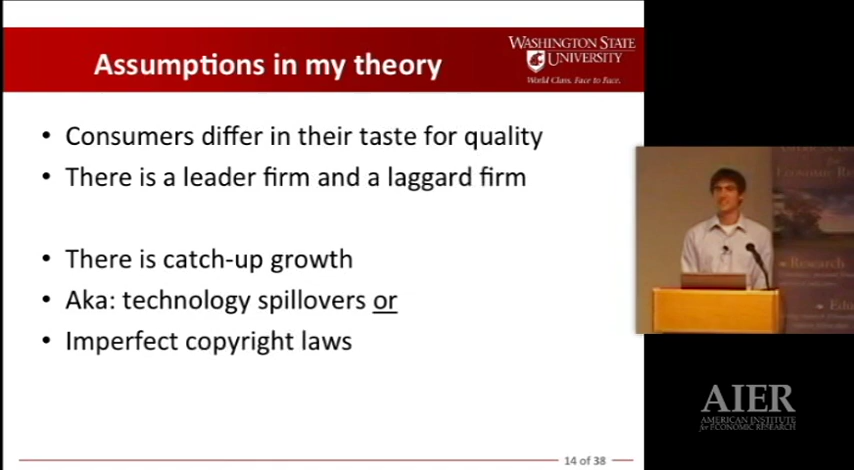 Assumptions in my theory
WASHINGTON STATE
UNIVERSITY
World Class. Face to Face.
• Consumers differ in their taste for quality
• There is a leader firm and a laggard firm
• There is catch-up growth
• Aka: technology spillovers or
• Imperfect copyright laws
14 of 38
Economic
Research
AIER
AMERICAN INSTITUTE
for ECONOMIC RESEARCH